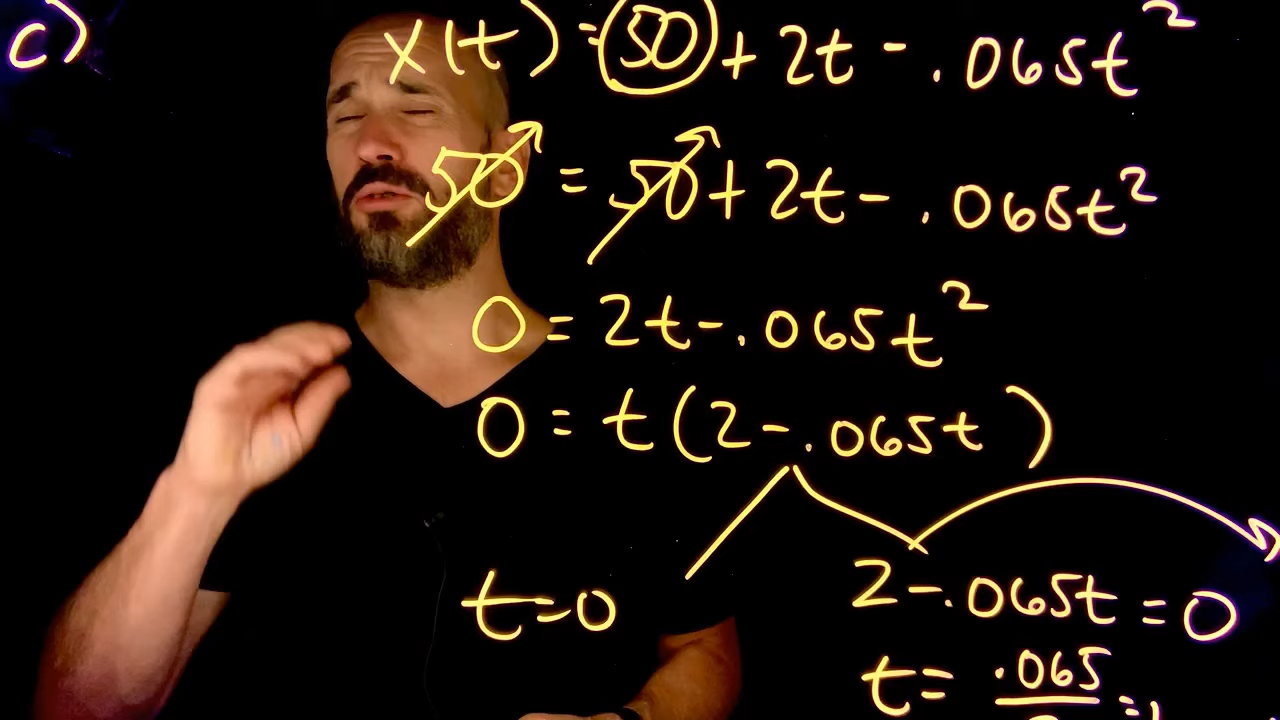 c) x(t) = 50 + 2t - .065t²
50 = 50 + 2t - .065t²
0 = 2t - .065t²
0 = t(2 - .065t)
t=0
2 - .065t = 0
t = .065